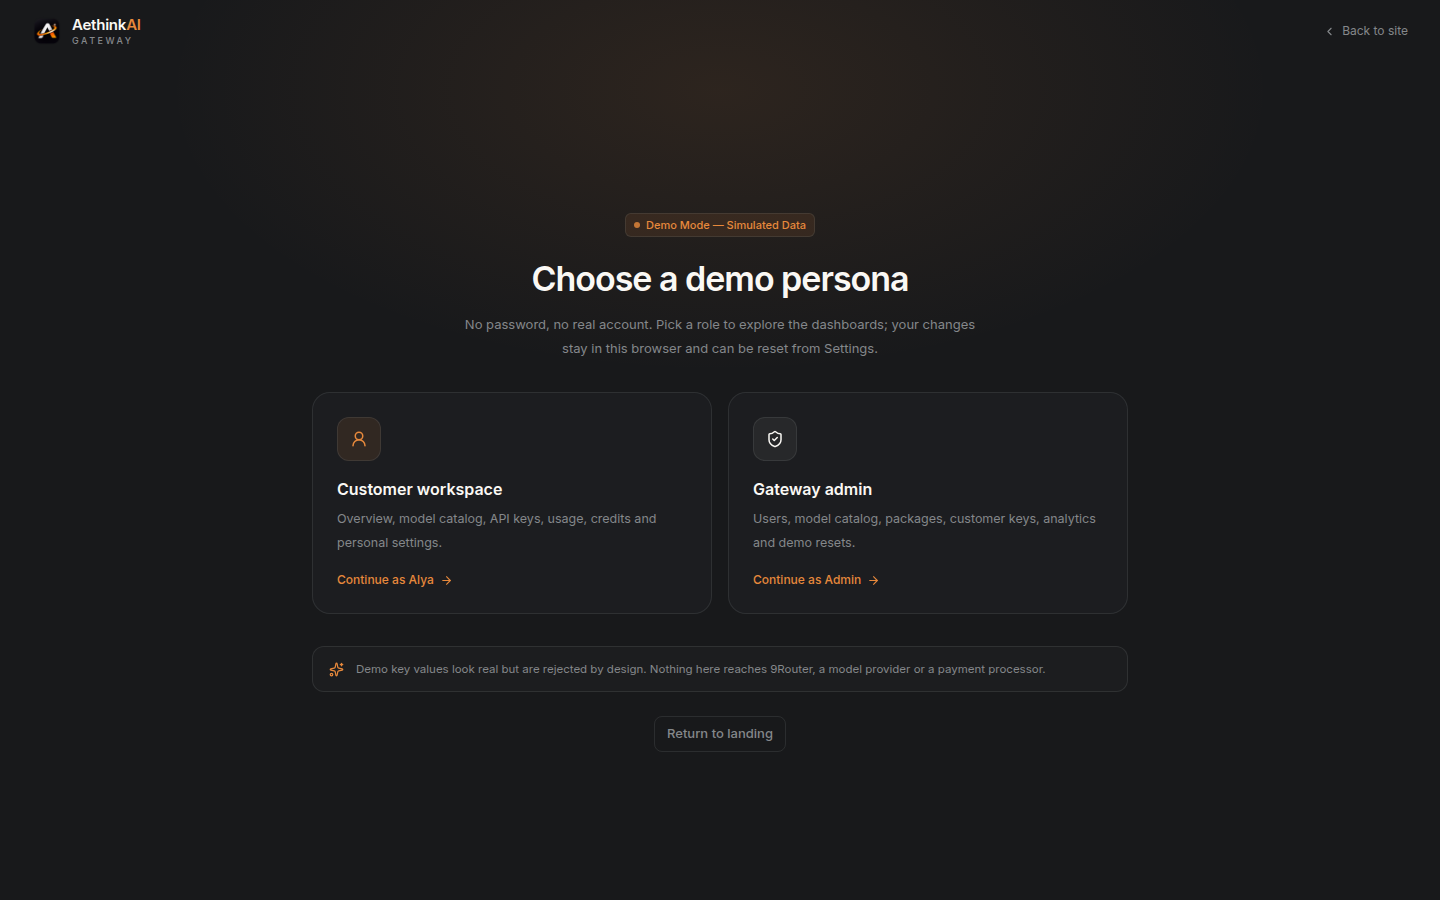 AethinkAI
GATEWAY
Back to site
Demo Mode — Simulated Data
Choose a demo persona
No password, no real account. Pick a role to explore the dashboards; your changes
stay in this browser and can be reset from Settings.
Customer workspace
Overview, model catalog, API keys, usage, credits and
personal settings.
Continue as Alya
Gateway admin
Users, model catalog, packages, customer keys, analytics
and demo resets.
Continue as Admin
Demo key values look real but are rejected by design. Nothing here reaches 9Router, a model provider or a payment processor.
Return to landing